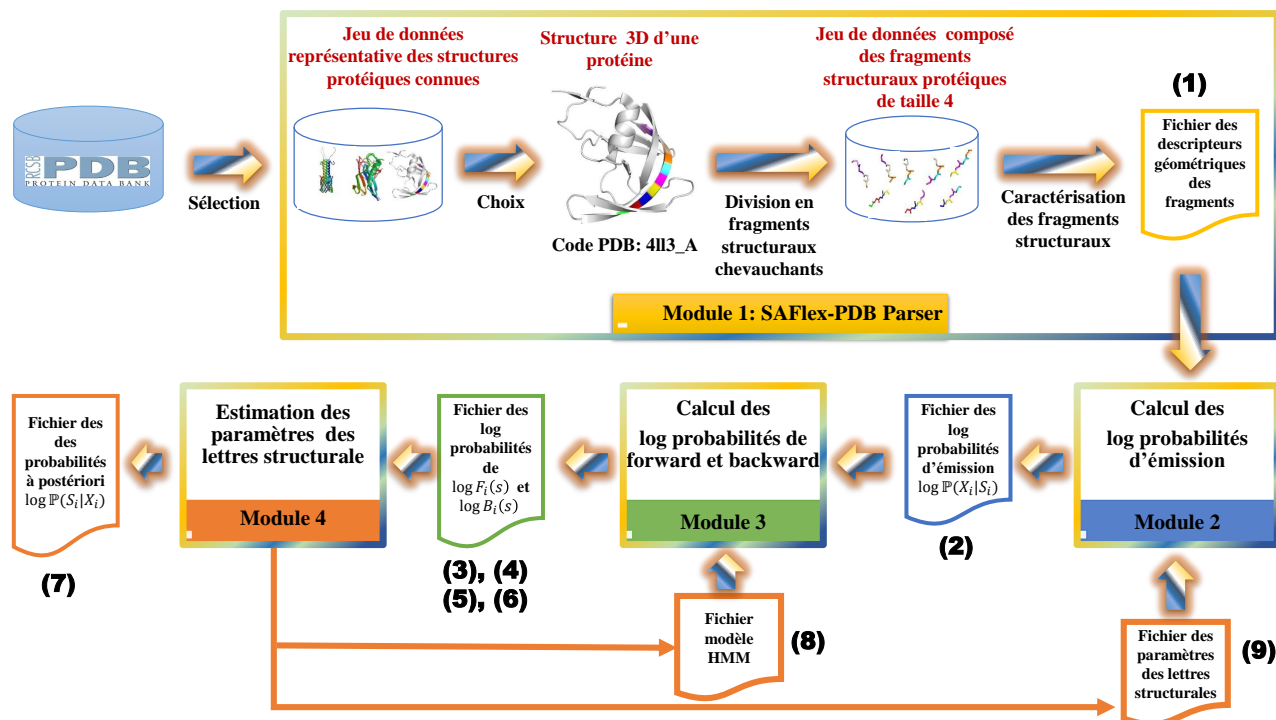 Jeu de données
représentative des structures
protéiques connues
Structure 3D d'une
protéine
Jeu de données composé
des fragments
structuraux protéiques
de taille 4
(1)
RCSB
PDB
PROTEIN DATA BANK
Sélection
Choix
Code PDB: 4ll3_A
Division en
fragments
structuraux
chevauchants
Caractérisation
des fragments
structuraux
Fichier des
descripteurs
géométriques
des
fragments
Module 1: SAFlex-PDB Parser
Fichier des
des
probabilités
à postériori
log ℙ(S_i|X_i)
(7)
Estimation des
paramètres des
lettres structurale
Module 4
Fichier des
log
probabilités
de
log F_i(s) et
log B_i(s)
(3), (4)
(5), (6)
Calcul des
log probabilités de
forward et backward
Module 3
Fichier des
log
probabilités
d'émission
log ℙ(X_i|S_i)
(2)
Calcul des
log probabilités
d'émission
Module 2
Fichier
modèle
HMM
(8)
Fichier des
paramètres
des lettres
structurales
(9)